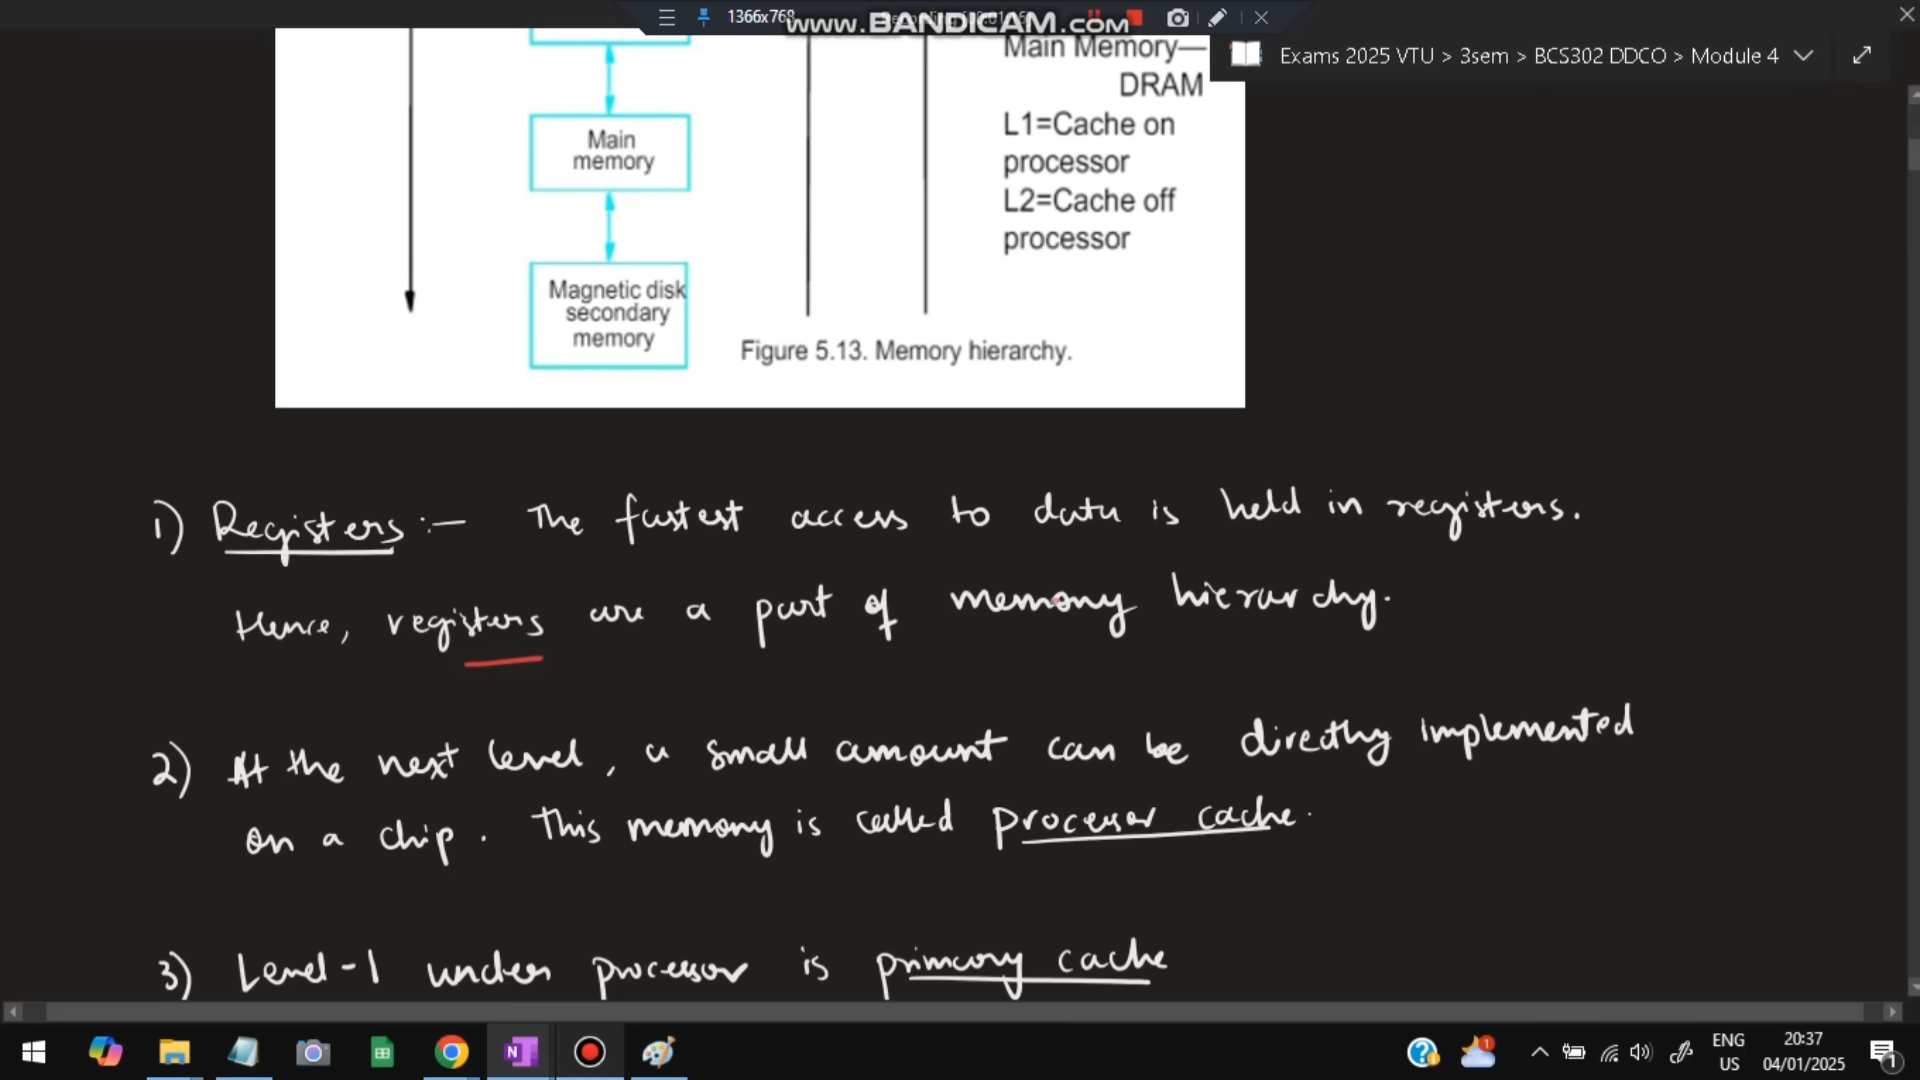 1366x768
www.BANDICAM.com
Exams 2025 VTU > 3sem > BCS302 DDCO > Module 4
Main Memory—
DRAM
L1=Cache on
processor
L2=Cache off
processor
Main
memory
Magnetic disk
secondary
memory
Figure 5.13. Memory hierarchy.
1) Registers :— The fastest access to data is held in registers.
Hence, registers are a part of memory hierarchy.
2) At the next level, a small amount can be directly implemented
on a chip. This memory is called processor cache.
3) Level-1 under processor is primary cache
ENG
US
20:37
04/01/2025